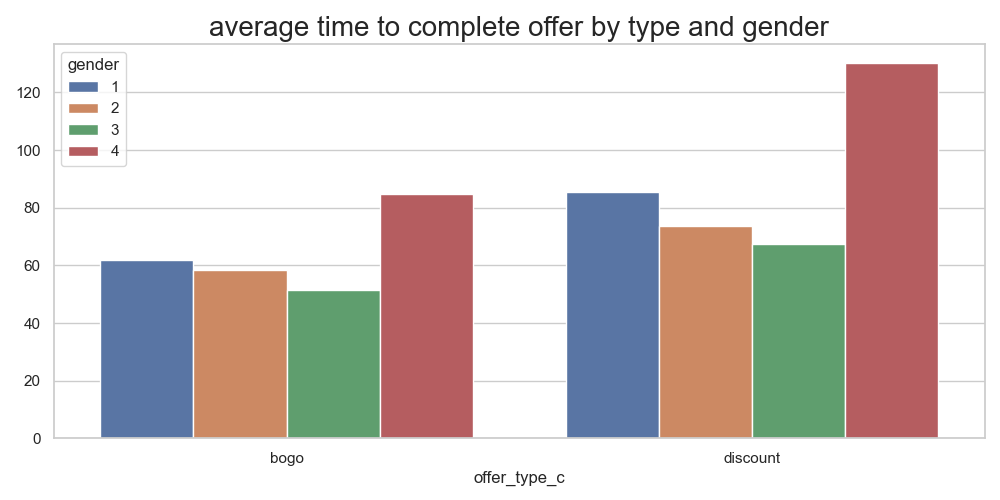 average time to complete offer by type and gender
gender
1
2
3
4
120
100
80
60
40
20
0
bogo
discount
offer_type_c